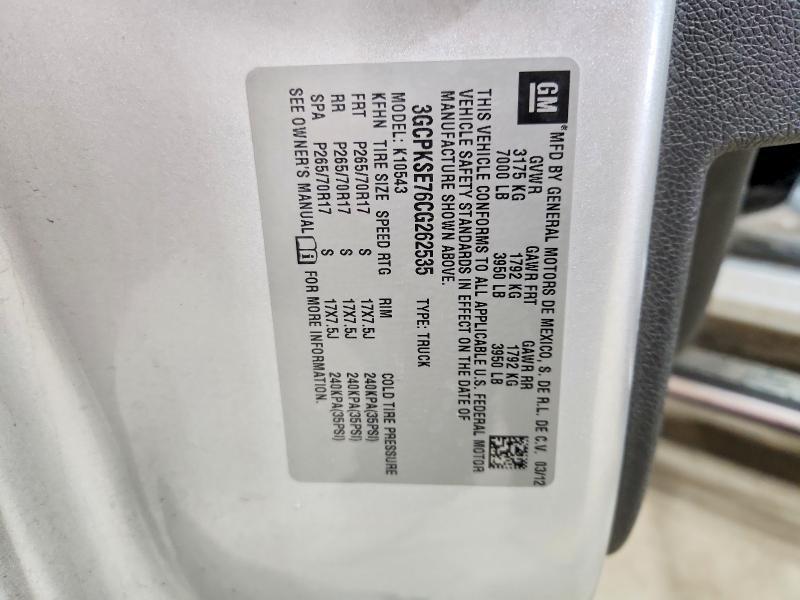 GM
*MFD BY GENERAL MOTORS DE MEXICO, S. DE R.L. DE C.V. 03/12
GVWR GAWR FRT GAWR RR
3175 KG 1792 KG 1792 KG
7000 LB 3950 LB 3950 LB
THIS VEHICLE CONFORMS TO ALL APPLICABLE U.S. FEDERAL MOTOR
VEHICLE SAFETY STANDARDS IN EFFECT ON THE DATE OF
MANUFACTURE SHOWN ABOVE.
3GCPKSE76CG262535 TYPE: TRUCK
MODEL: K10543
KFHN TIRE SIZE SPEED RTG RIM COLD TIRE PRESSURE
FRT P265/70R17 S 17X7.5J 240KPA(35PSI)
RR P265/70R17 S 17X7.5J 240KPA(35PSI)
SPA P265/70R17 S 17X7.5J 240KPA(35PSI)
SEE OWNER'S MANUAL i FOR MORE INFORMATION.